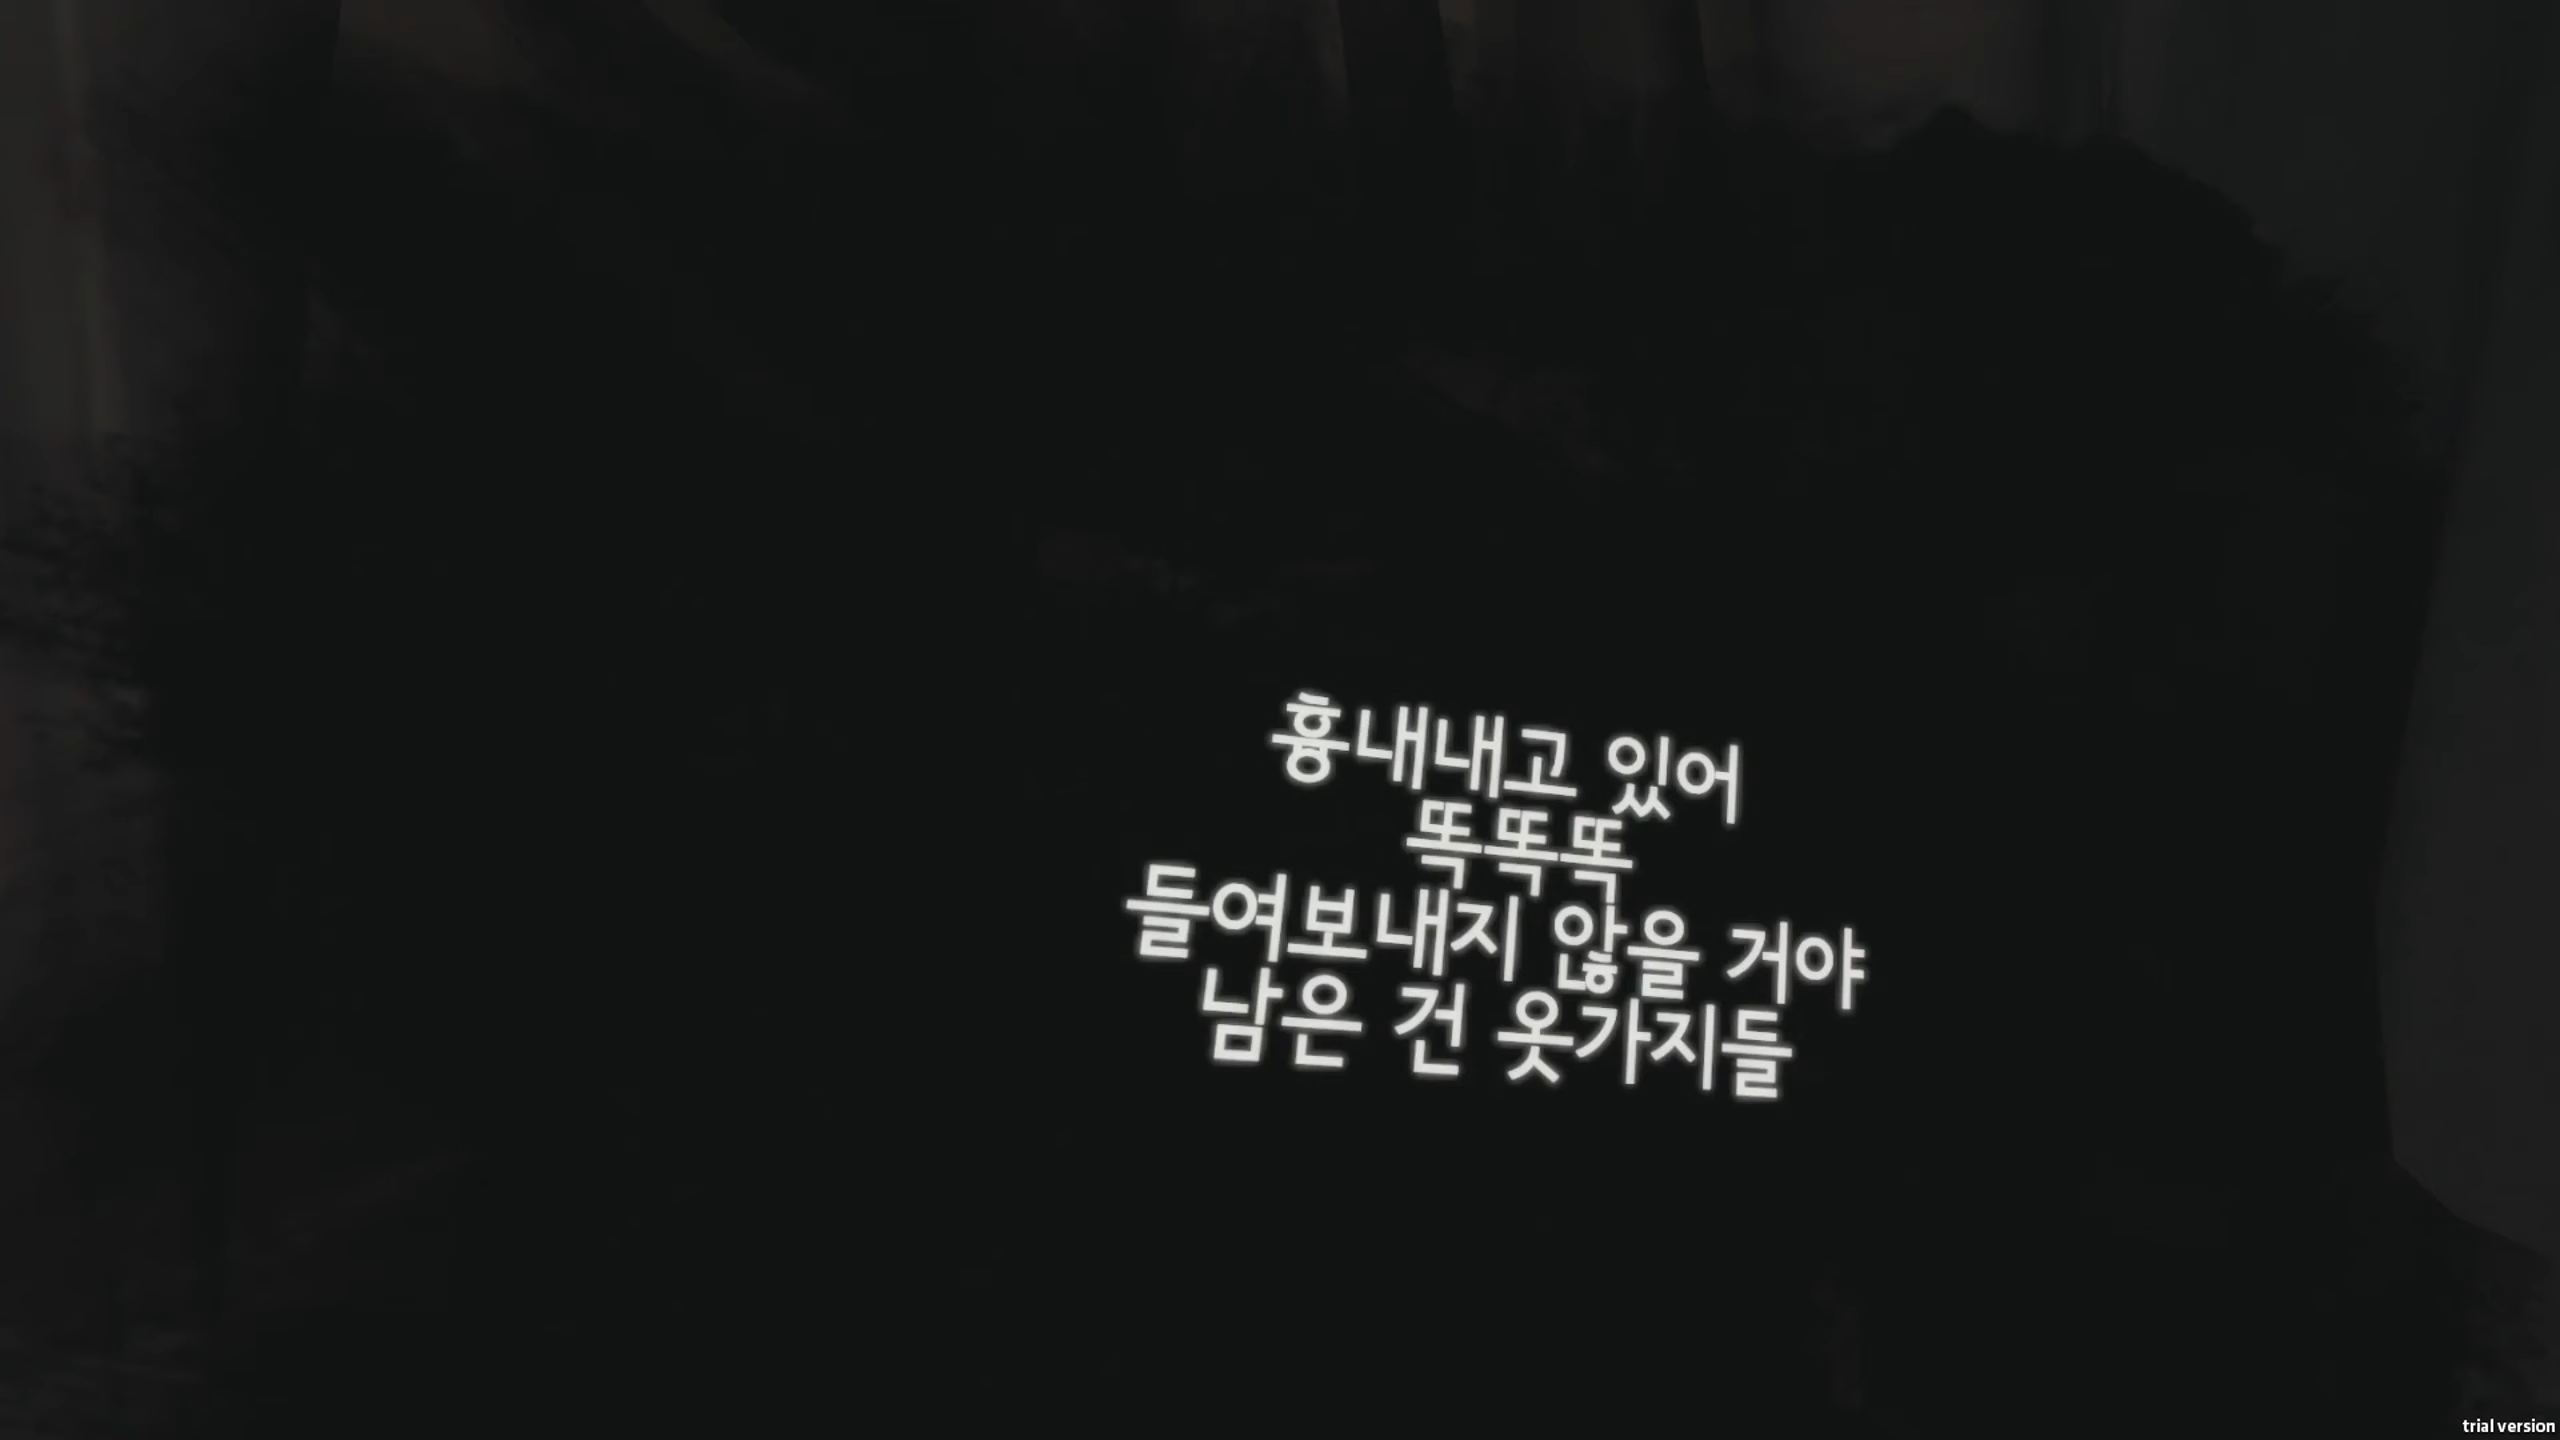 흉내내고 있어
똑똑똑
들여보내지 않을 거야
남은 건 옷가지들
trial version